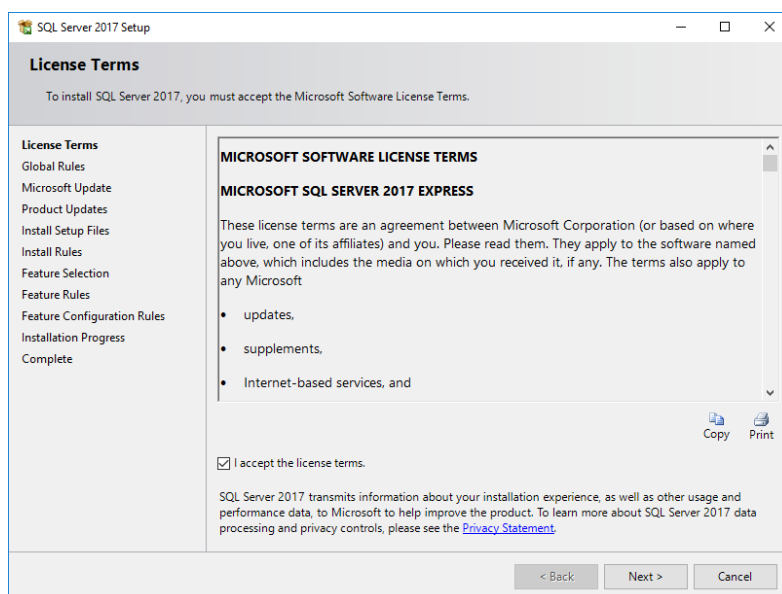 SQL Server 2017 Setup
License Terms
To install SQL Server 2017, you must accept the Microsoft Software License Terms.
License Terms
Global Rules
Microsoft Update
Product Updates
Install Setup Files
Install Rules
Feature Selection
Feature Rules
Feature Configuration Rules
Installation Progress
Complete
MICROSOFT SOFTWARE LICENSE TERMS
MICROSOFT SQL SERVER 2017 EXPRESS
These license terms are an agreement between Microsoft Corporation (or based on where
you live, one of its affiliates) and you. Please read them. They apply to the software named
above, which includes the media on which you received it, if any. The terms also apply to
any Microsoft
• updates,
• supplements,
• Internet-based services, and
Copy Print
I accept the license terms.
SQL Server 2017 transmits information about your installation experience, as well as other usage and
performance data, to Microsoft to help improve the product. To learn more about SQL Server 2017 data
processing and privacy controls, please see the Privacy Statement.
< Back Next > Cancel